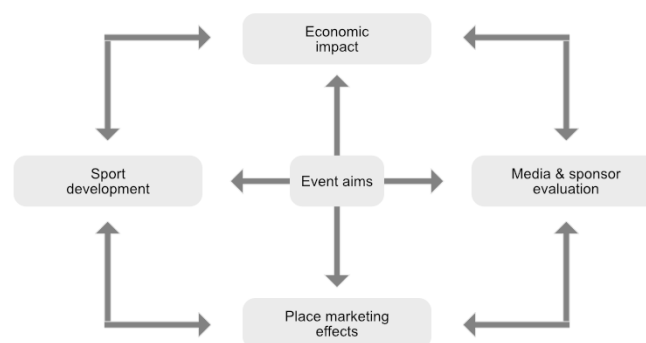 Economic
impact
Sport
development
Event aims
Media & sponsor
evaluation
Place marketing
effects